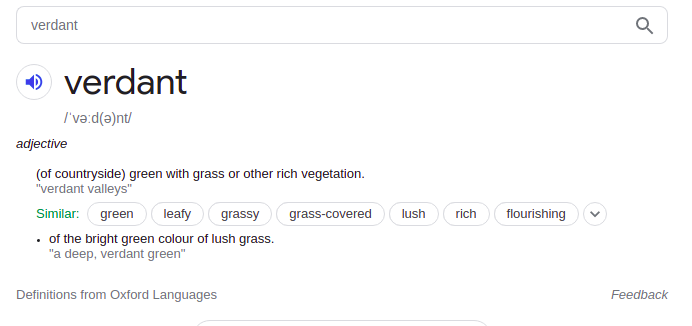 verdant
verdant
/ˈvəːd(ə)nt/
adjective
(of countryside) green with grass or other rich vegetation.
"verdant valleys"
Similar: green leafy grassy grass-covered lush rich flourishing
• of the bright green colour of lush grass.
"a deep, verdant green"
Definitions from Oxford Languages Feedback